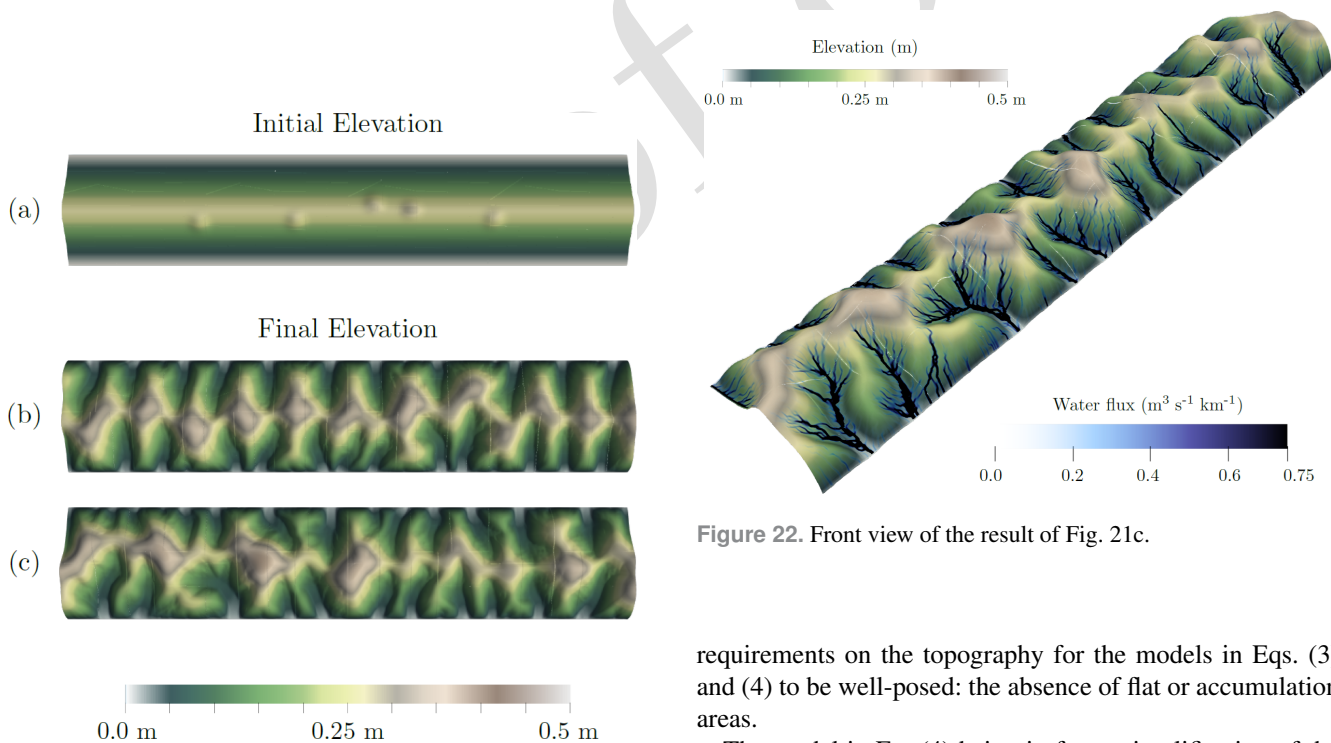 Initial Elevation
(a)
Final Elevation
(b)
(c)
0.0 m 0.25 m 0.5 m
Elevation (m)
0.0 m 0.25 m 0.5 m
Water flux (m³ s⁻¹ km⁻¹)
0.0 0.2 0.4 0.6 0.75
Figure 22. Front view of the result of Fig. 21c.
requirements on the topography for the models in Eqs. (3
and (4) to be well-posed: the absence of flat or accumulation
areas.